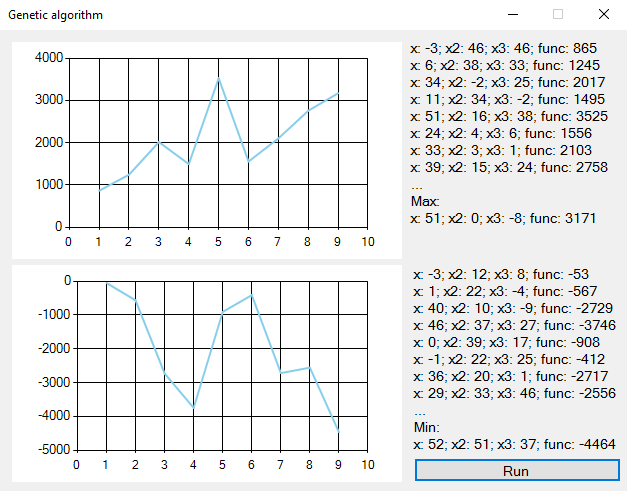 Genetic algorithm
4000
3000
2000
1000
0
0 1 2 3 4 5 6 7 8 9 10
x: -3; x2: 46; x3: 46; func: 865
x: 6; x2: 38; x3: 33; func: 1245
x: 34; x2: -2; x3: 25; func: 2017
x: 11; x2: 34; x3: -2; func: 1495
x: 51; x2: 16; x3: 38; func: 3525
x: 24; x2: 4; x3: 6; func: 1556
x: 33; x2: 3; x3: 1; func: 2103
x: 39; x2: 15; x3: 24; func: 2758
...
Max:
x: 51; x2: 0; x3: -8; func: 3171
0
-1000
-2000
-3000
-4000
-5000
0 1 2 3 4 5 6 7 8 9 10
x: -3; x2: 12; x3: 8; func: -53
x: 1; x2: 22; x3: -4; func: -567
x: 40; x2: 10; x3: -9; func: -2729
x: 46; x2: 37; x3: 27; func: -3746
x: 0; x2: 39; x3: 17; func: -908
x: -1; x2: 22; x3: 25; func: -412
x: 36; x2: 20; x3: 1; func: -2717
x: 29; x2: 33; x3: 46; func: -2556
...
Min:
x: 52; x2: 51; x3: 37; func: -4464
Run